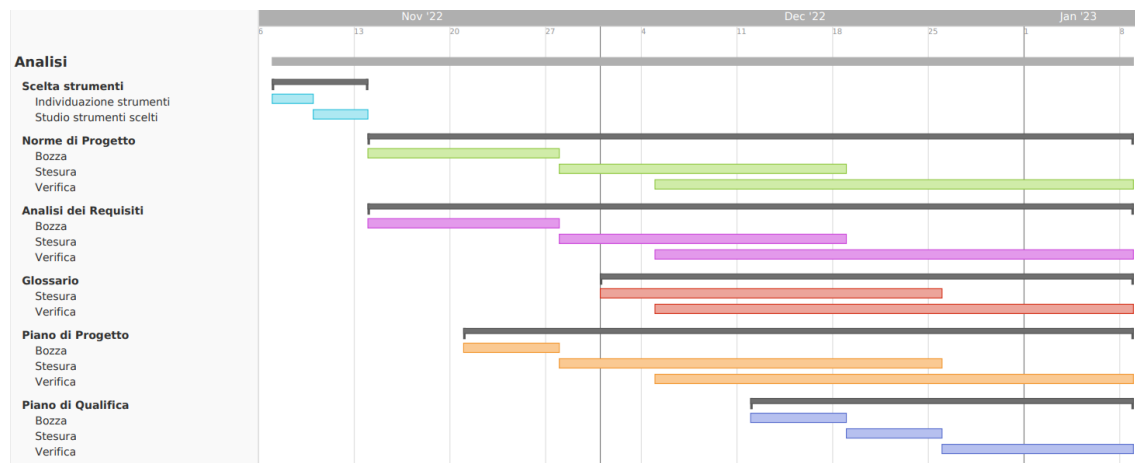 Nov '22 Dec '22 Jan '23
6 13 20 27 4 11 18 25 1 8
Analisi
Scelta strumenti
Individuazione strumenti
Studio strumenti scelti
Norme di Progetto
Bozza
Stesura
Verifica
Analisi dei Requisiti
Bozza
Stesura
Verifica
Glossario
Stesura
Verifica
Piano di Progetto
Bozza
Stesura
Verifica
Piano di Qualifica
Bozza
Stesura
Verifica